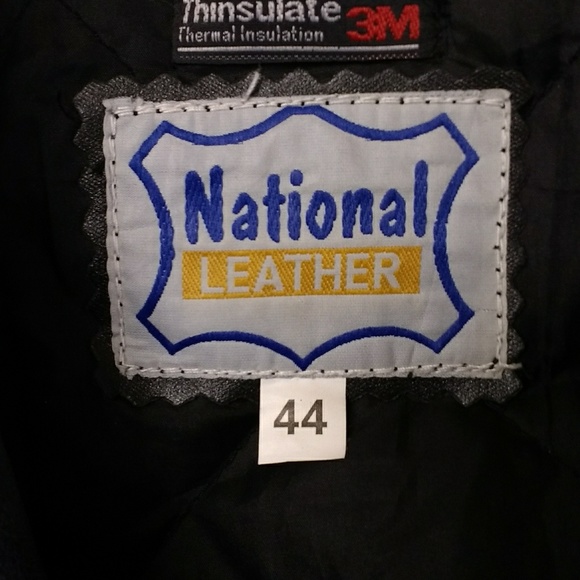 Thinsulate
Thermal Insulation 3M
National
LEATHER
44